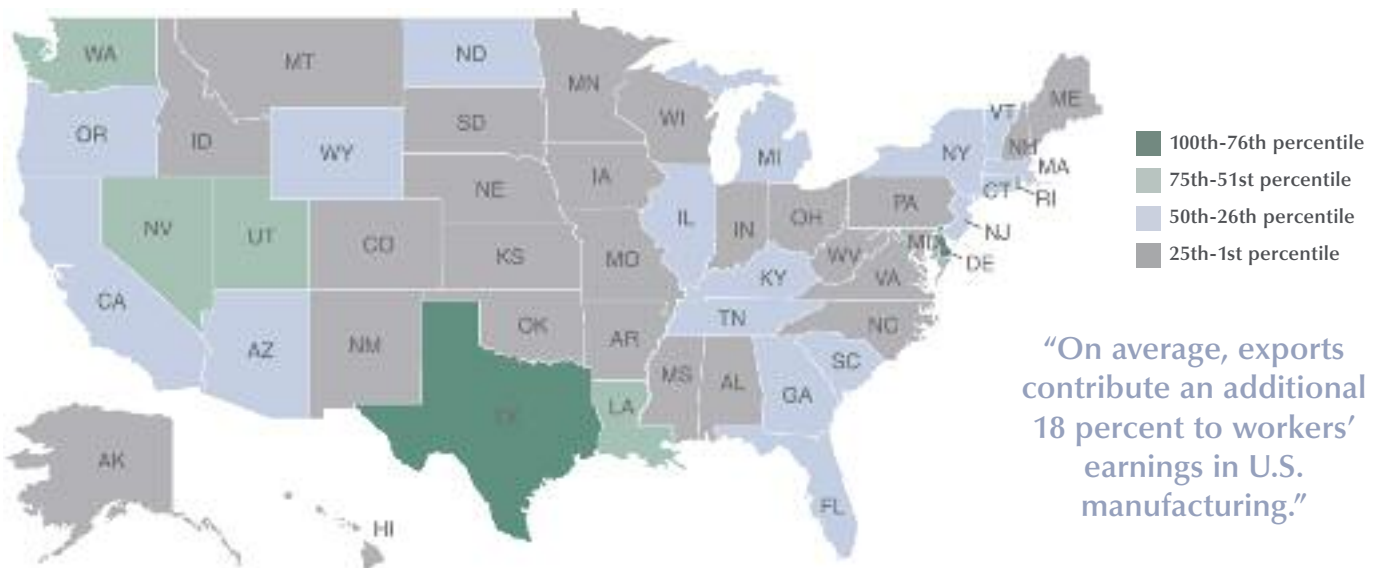 WA
MT
ND
MN
OR
ID
WY
SD
WI
MI
NY
VT
ME
NH
MA
CT
RI
NJ
DE
PA
NV
UT
CO
NE
IA
IL
IN
OH
KS
MO
KY
WV
VA
CA
AZ
NM
OK
AR
TN
NC
SC
MS
AL
GA
LA
TX
FL
AK
HI
100th-76th percentile
75th-51st percentile
50th-26th percentile
25th-1st percentile
“On average, exports
contribute an additional
18 percent to workers’
earnings in U.S.
manufacturing.”